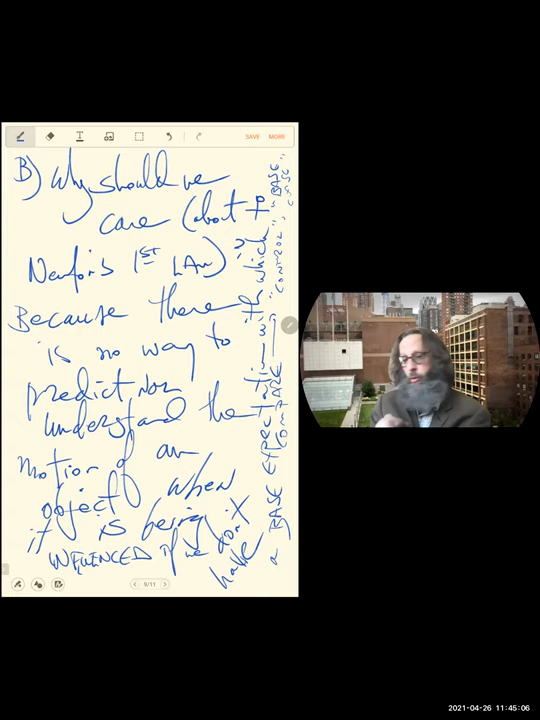 SAVE MORE
B) Why should we
care (about
Newton's 1ST LAW)?
Because there
is no way to
predict, nor
understand the
motion of an
object when
it is being
INFLUENCED if we don't
have
a BASE EXPECTATION with which
to COMPARE "CONTROL", "BASE
CASE"
9/11
2021-04-26 11:45:06